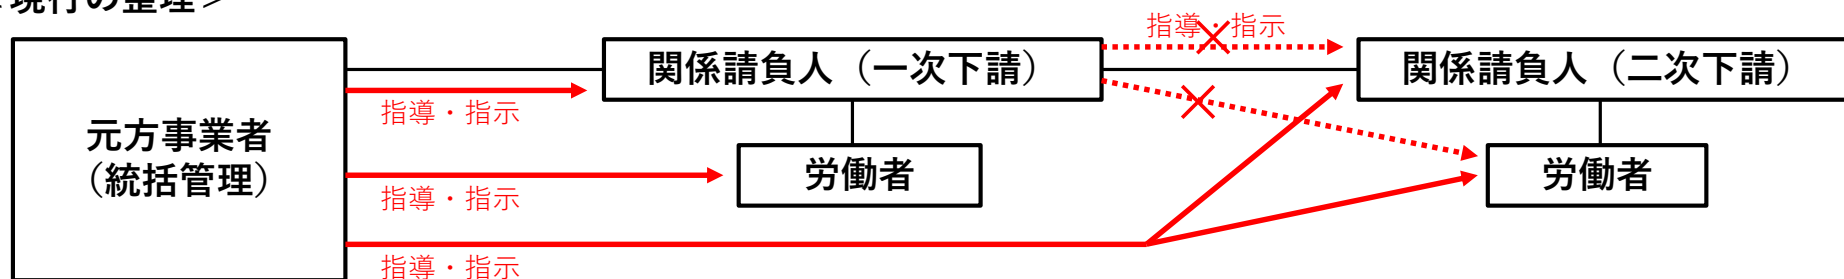 現行の整理＞
指導・指示
元方事業者
（統括管理）
関係請負人（一次下請）
関係請負人（二次下請）
指導・指示
労働者
労働者
指導・指示
指導・指示